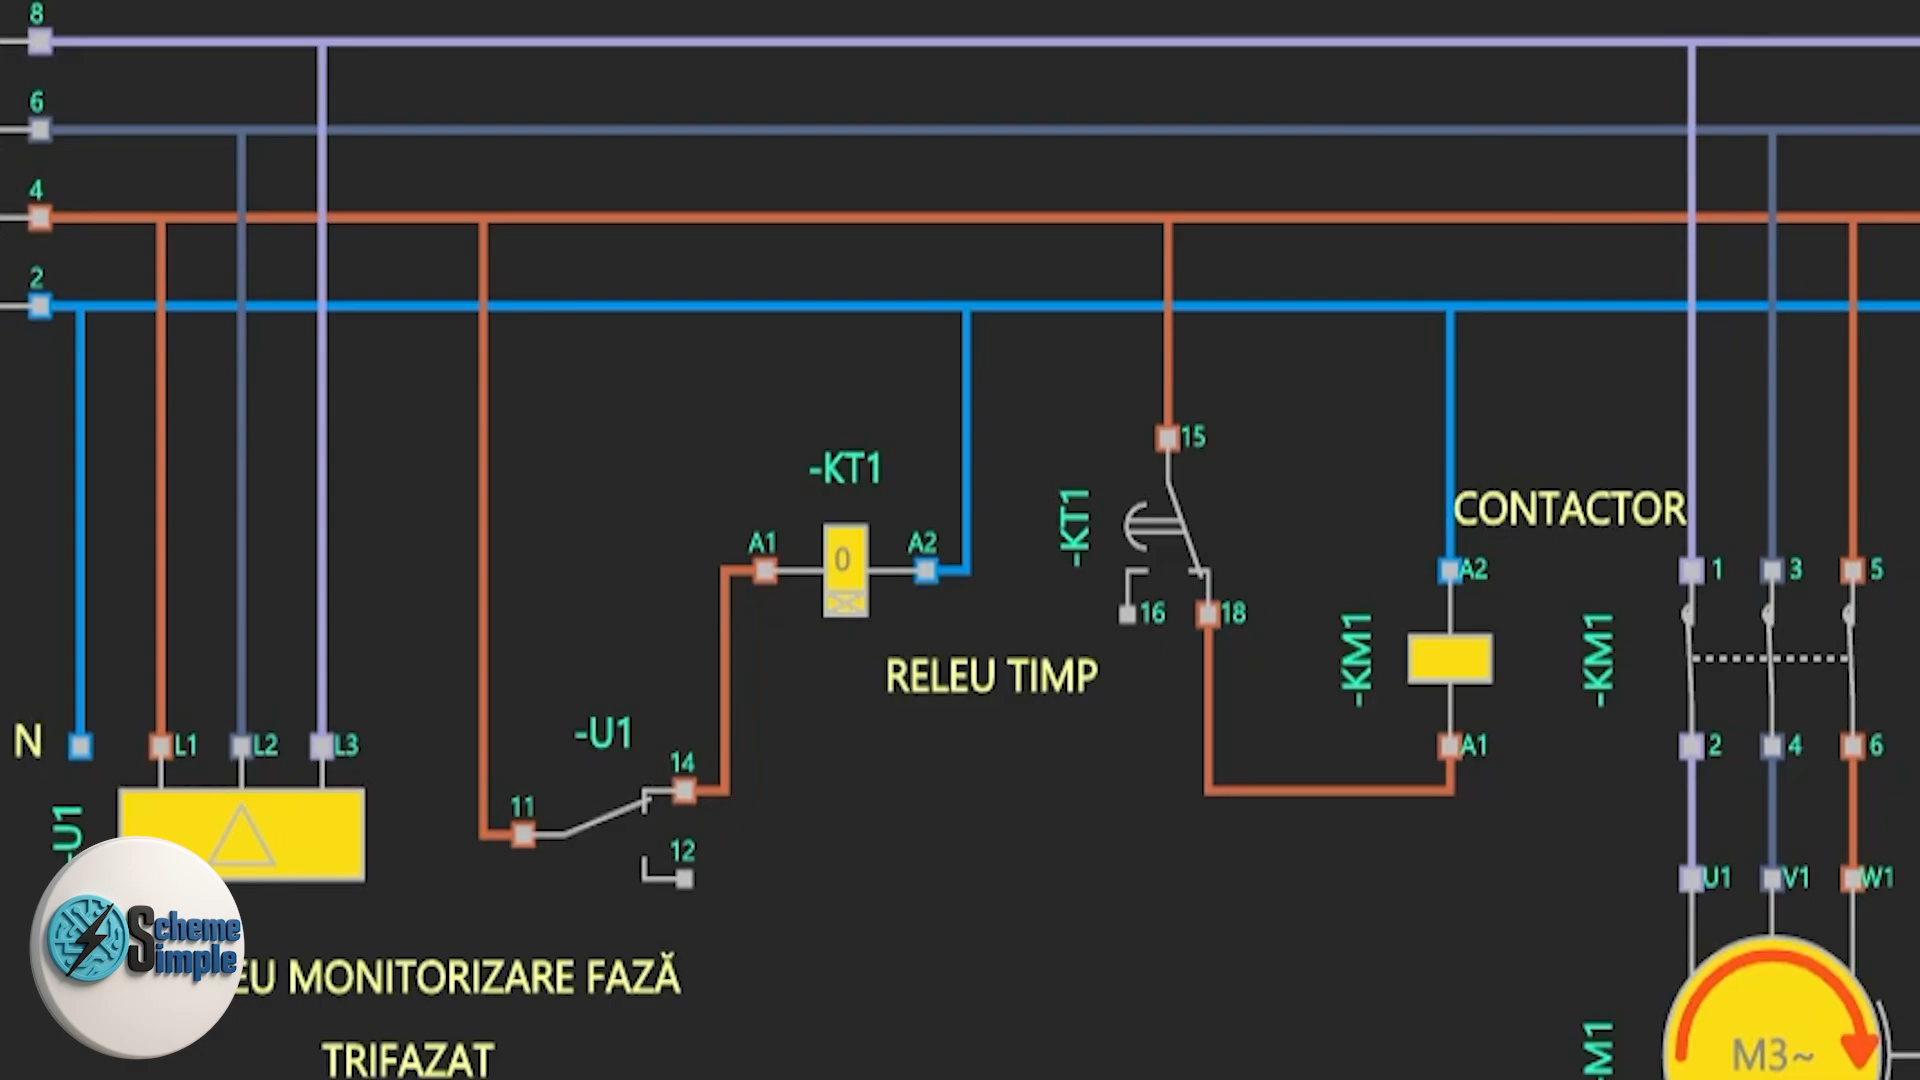 8
6
4
2
-KT1
A1
A2
0
-KT1
15
16
18
CONTACTOR
A2
-KM1
A1
-KM1
1
3
5
2
4
6
RELEU TIMP
-U1
14
11
12
N
L1
L2
L3
-U1
U1
V1
W1
Scheme
Simple
EU MONITORIZARE FAZĂ
TRIFAZAT
M1
M3~